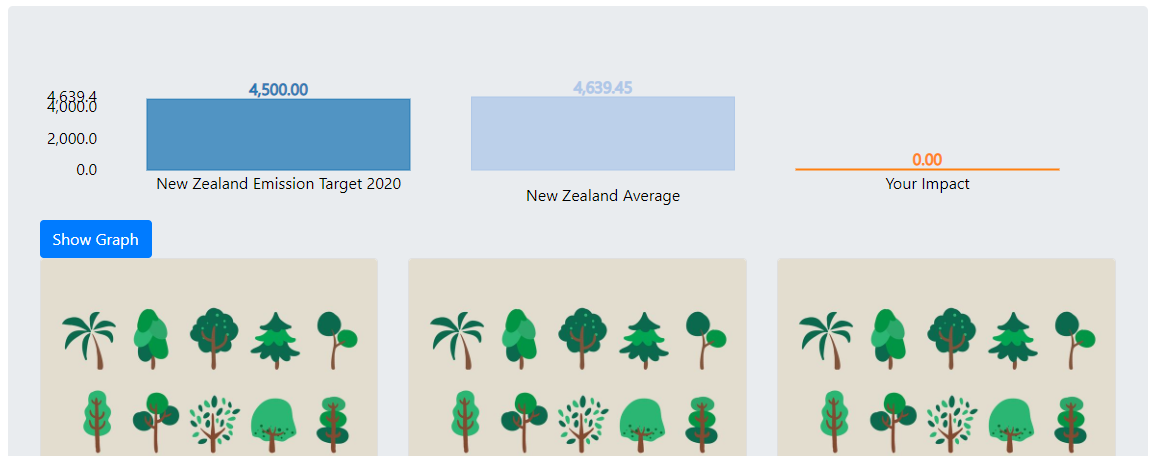 4,500.00
4,639.45
4,639.4
4,000.0
2,000.0
0.0
0.00
New Zealand Emission Target 2020
New Zealand Average
Your Impact
Show Graph